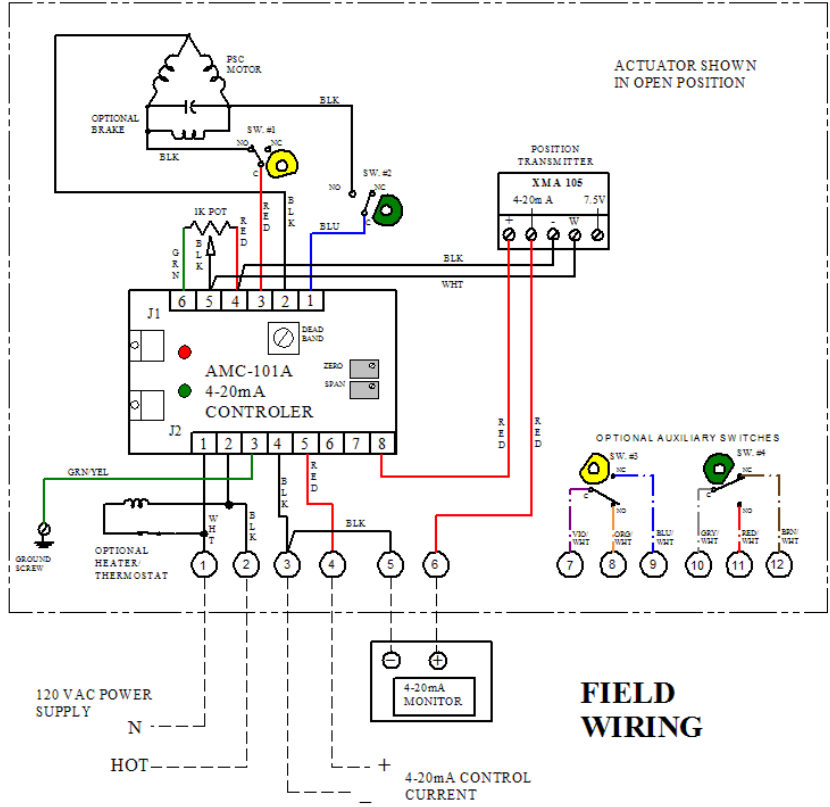 ACTUATOR SHOWN
IN OPEN POSITION
PSC
MOTOR
OPTIONAL
BRAKE
BLK
SW. #1
NO
NC
BLK
C
SW. #2
NO
NC
C
POSITION
TRANSMITTER
XMA 105
4-20m A
7.5V
+
-
W
1K POT
GRN
BLK
RED
RED
BLK
BLU
BLK
WHT
6
5
4
3
2
1
J1
DEAD
BAND
AMC-101A
4-20mA
CONTROLER
ZERO
SPAN
J2
1
2
3
4
5
6
7
8
RED
RED
OPTIONAL AUXILIARY SWITCHES
SW. #3
NC
C
NO
SW. #4
NC
C
NO
GRN/YEL
WHT
BLK
BLK
RED
BLK
GROUND
SCREW
OPTIONAL
HEATER/
THERMOSTAT
VIO/
WHT
ORG/
WHT
BLU/
WHT
GRY/
WHT
RED/
WHT
BRN/
WHT
1
2
3
4
5
6
7
8
9
10
11
12
−
+
4-20mA
MONITOR
FIELD
WIRING
120 VAC POWER
SUPPLY
N
HOT
+
4-20mA CONTROL
CURRENT
−